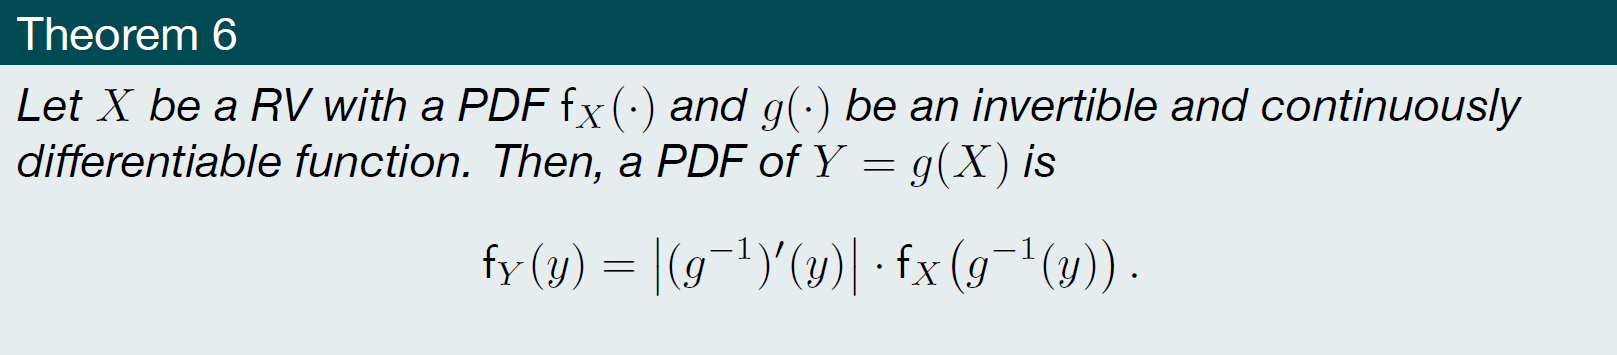 Theorem 6
Let X be a RV with a PDF f_X(·) and g(·) be an invertible and continuously
differentiable function. Then, a PDF of Y = g(X) is
f_Y(y) = |(g^{-1})′(y)| · f_X(g^{-1}(y)) .